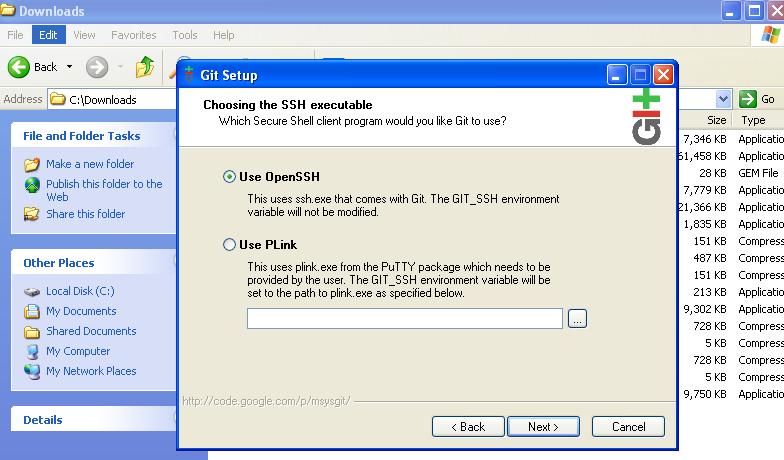 Downloads
File Edit View Favorites Tools Help
Back
Address C:\Downloads Go
File and Folder Tasks
Make a new folder
Publish this folder to the
Web
Share this folder
Other Places
Local Disk (C:)
My Documents
Shared Documents
My Computer
My Network Places
Details
Git Setup
Choosing the SSH executable
Which Secure Shell client program would you like Git to use?
Use OpenSSH
This uses ssh.exe that comes with Git. The GIT_SSH environment
variable will not be modified.
Use PLink
This uses plink.exe from the PuTTY package which needs to be
provided by the user. The GIT_SSH environment variable will be
set to the path to plink.exe as specified below.
...
http://code.google.com/p/msysgit/
< Back Next > Cancel
Size Type
7,346 KB Applicatio
61,458 KB Applicatio
28 KB GEM File
7,779 KB Applicatio
21,366 KB Applicatio
1,835 KB Applicatio
151 KB Compress
487 KB Compress
151 KB Compress
213 KB Applicatio
9,302 KB Applicatio
728 KB Compress
5 KB Compress
728 KB Compress
5 KB Compress
9,750 KB Applicatio